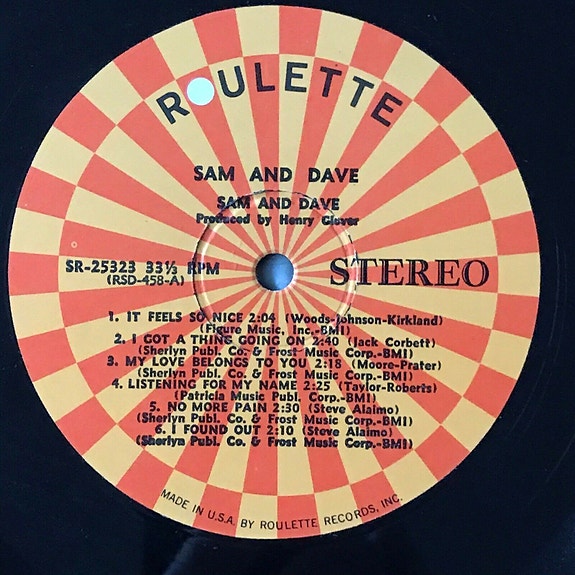 ROULETTE
SAM AND DAVE
SAM AND DAVE
Produced by Henry Glover
SR-25323 33⅓ RPM
(RSD-458-A)
STEREO
1. IT FEELS SO NICE 2:04 (Woods-Johnson-Kirkland)
(Figure Music, Inc.-BMI)
2. I GOT A THING GOING ON 2:40 (Jack Corbett)
(Sherlyn Publ. Co. & Frost Music Corp.-BMI)
3. MY LOVE BELONGS TO YOU 2:18 (Moore-Prater)
(Sherlyn Publ. Co. & Frost Music Corp.-BMI)
4. LISTENING FOR MY NAME 2:25 (Taylor-Roberts)
(Patricia Music Publ. Corp.-BMI)
5. NO MORE PAIN 2:30 (Steve Alaimo)
(Sherlyn Publ. Co. & Frost Music Corp.-BMI)
6. I FOUND OUT 2:10 (Steve Alaimo)
(Sherlyn Publ. Co. & Frost Music Corp.-BMI)
MADE IN U.S.A. BY ROULETTE RECORDS, INC.